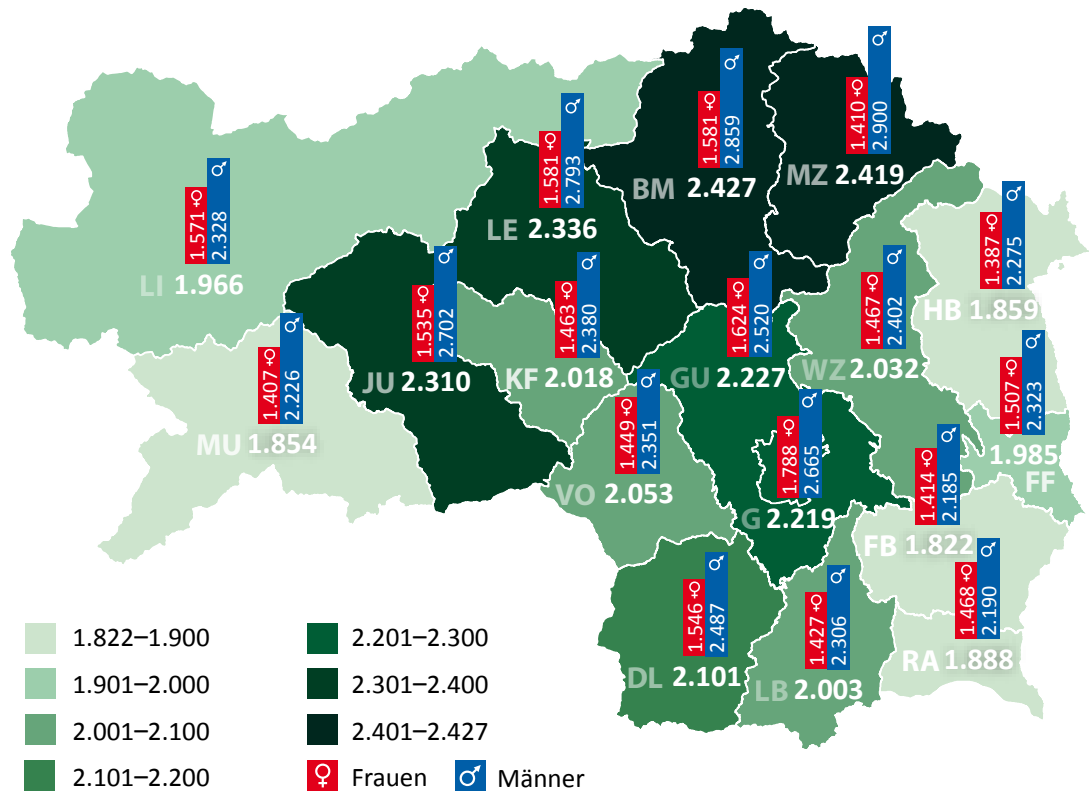 1.410 ♀
2.900 ♂
MZ 2.419
1.581 ♀
2.859 ♂
BM 2.427
1.581 ♀
2.793 ♂
LE 2.336
1.571 ♀
2.328 ♂
LI 1.966
1.387 ♀
2.275 ♂
HB 1.859
1.535 ♀
2.702 ♂
JU 2.310
1.463 ♀
2.380 ♂
KF 2.018
1.624 ♀
2.520 ♂
GU 2.227
1.467 ♀
2.402 ♂
WZ 2.032
1.407 ♀
2.226 ♂
MU 1.854
1.507 ♀
2.323 ♂
1.985
FF
1.449 ♀
2.351 ♂
VO 2.053
1.788 ♀
2.665 ♂
G 2.219
1.414 ♀
2.185 ♂
FB 1.822
1.546 ♀
2.487 ♂
DL 2.101
1.427 ♀
2.306 ♂
LB 2.003
1.468 ♀
2.190 ♂
RA 1.888
1.822–1.900
1.901–2.000
2.001–2.100
2.101–2.200
2.201–2.300
2.301–2.400
2.401–2.427
♀ Frauen ♂ Männer